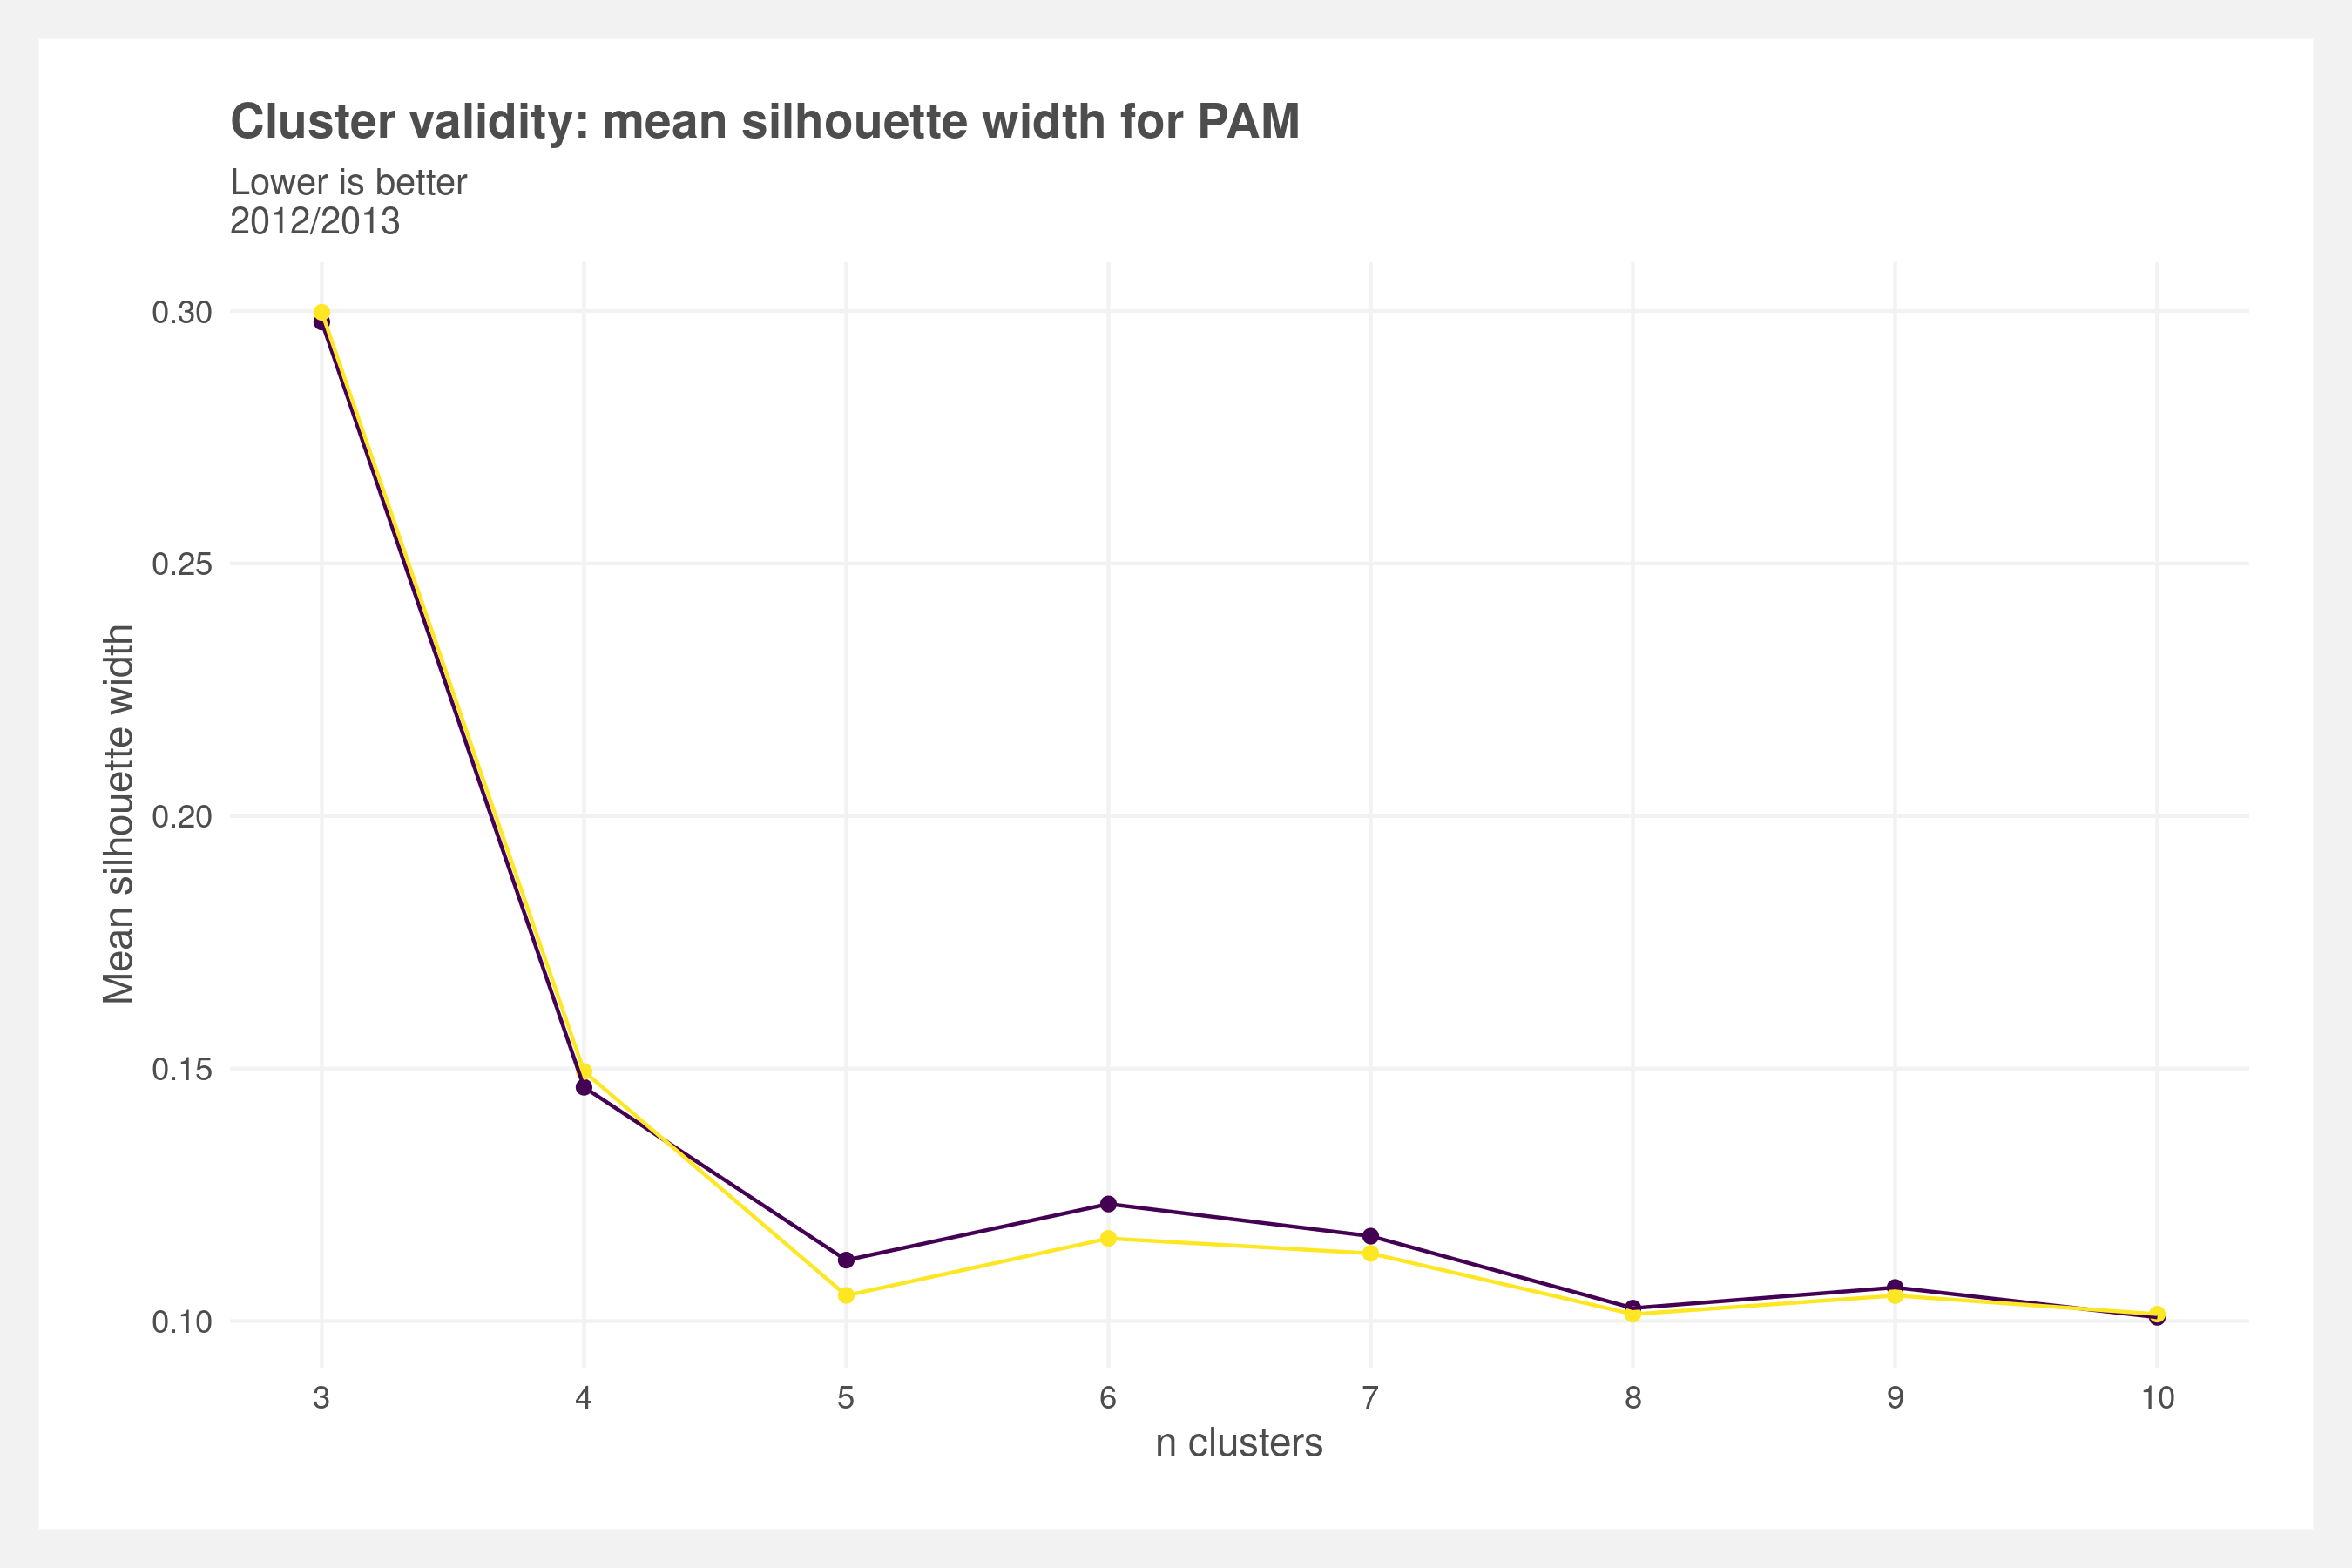 Cluster validity: mean silhouette width for PAM
Lower is better
2012/2013
0.30
0.25
0.20
0.15
0.10
Mean silhouette width
3 4 5 6 7 8 9 10
n clusters